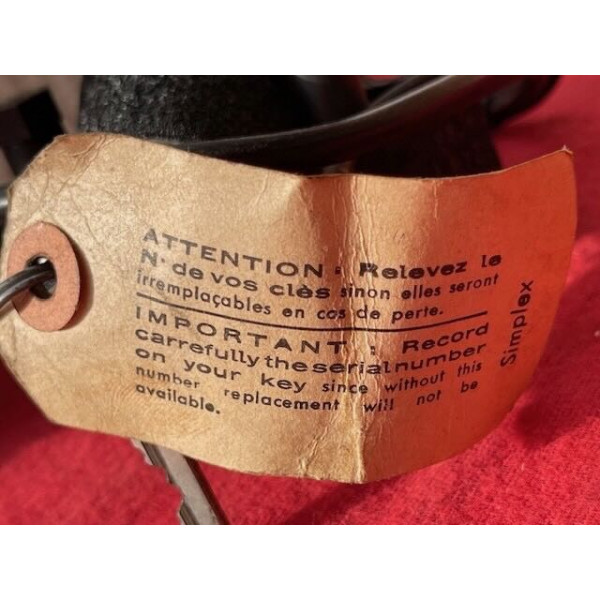 ATTENTION : Relevez le
N° de vos clès sinon elles seront
irremplaçables en cas de perte.
IMPORTANT : Record
carrefully the serial number
on your key since without this
number replacement will not be
available.
Simplex